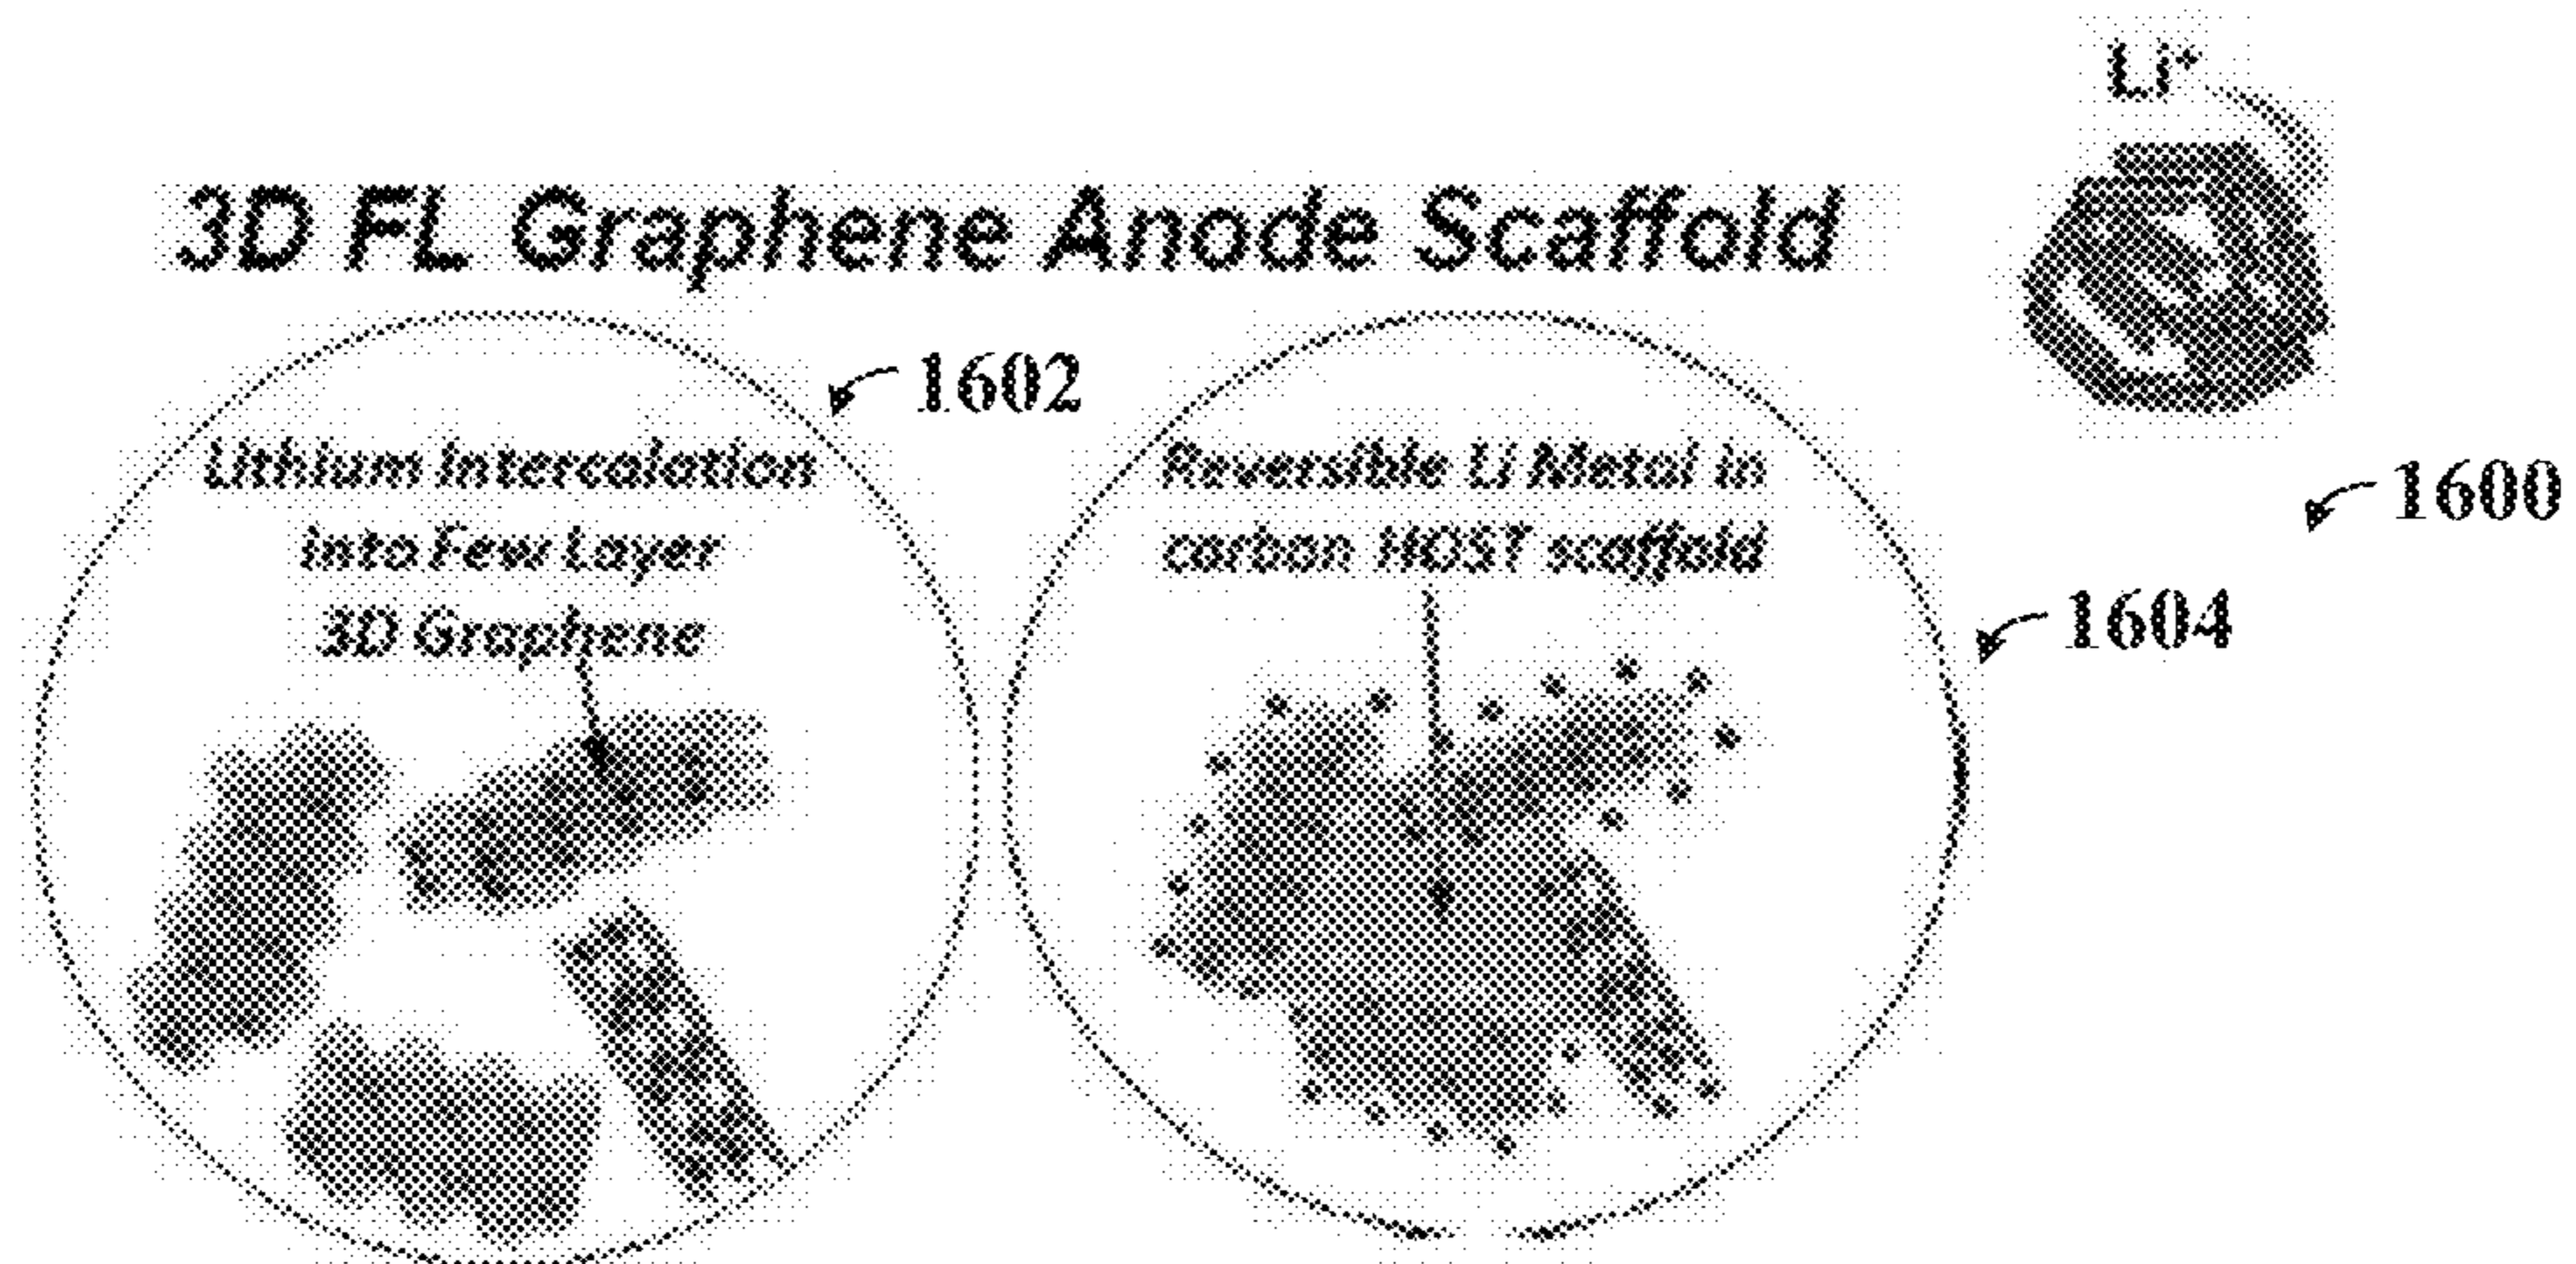 Li+
3D FL Graphene Anode Scaffold
1602
Lithium Intercalation
into Few Layer
3D Graphene
Reversible Li Metal in
carbon HOST scaffold
1600
1604